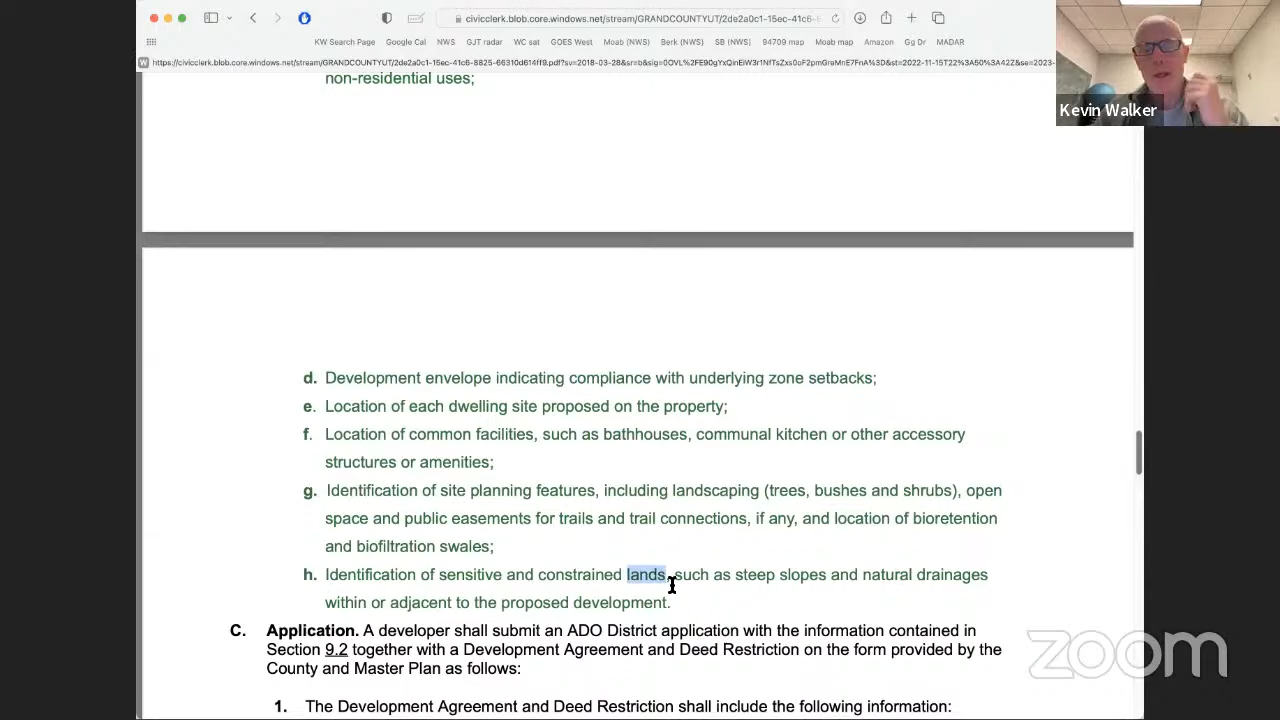 https://civicclerk.blob.core.windows.net/stream/GRANDCOUNTYUT/2de2a0c1-15ec-41c6-8
KW Search Page Google Cal NWS GJT radar WC sat GOES West Moab (NWS) Berk (NWS) SB (NWS) 94709 map Moab map Amazon Gg Dr MADAR
non-residential uses;
Kevin Walker
d. Development envelope indicating compliance with underlying zone setbacks;
e. Location of each dwelling site proposed on the property;
f. Location of common facilities, such as bathhouses, communal kitchen or other accessory
structures or amenities;
g. Identification of site planning features, including landscaping (trees, bushes and shrubs), open
space and public easements for trails and trail connections, if any, and location of bioretention
and biofiltration swales;
h. Identification of sensitive and constrained lands, such as steep slopes and natural drainages
within or adjacent to the proposed development.
C. Application. A developer shall submit an ADO District application with the information contained in
Section 9.2 together with a Development Agreement and Deed Restriction on the form provided by the
County and Master Plan as follows:
1. The Development Agreement and Deed Restriction shall include the following information:
zoom